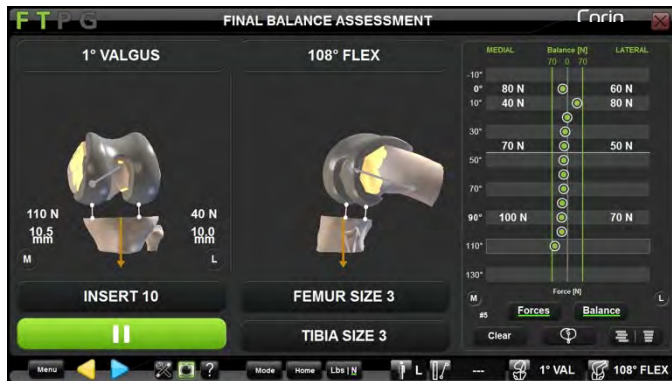 F T P G
FINAL BALANCE ASSESSMENT
Corin
1° VALGUS
108° FLEX
MEDIAL
Balance [N]
LATERAL
70 0 70
-10°
0° 80 N 60 N
10° 40 N 80 N
30°
70 N 50 N
50°
70°
90° 100 N 70 N
110°
130°
Force [N]
110 N
10.5
mm
M
40 N
10.0
mm
L
INSERT 10
FEMUR SIZE 3
TIBIA SIZE 3
M
L
#5
Forces
Balance
Clear
Menu
?
Mode
Home
Lbs | N
L
---
1° VAL
108° FLEX